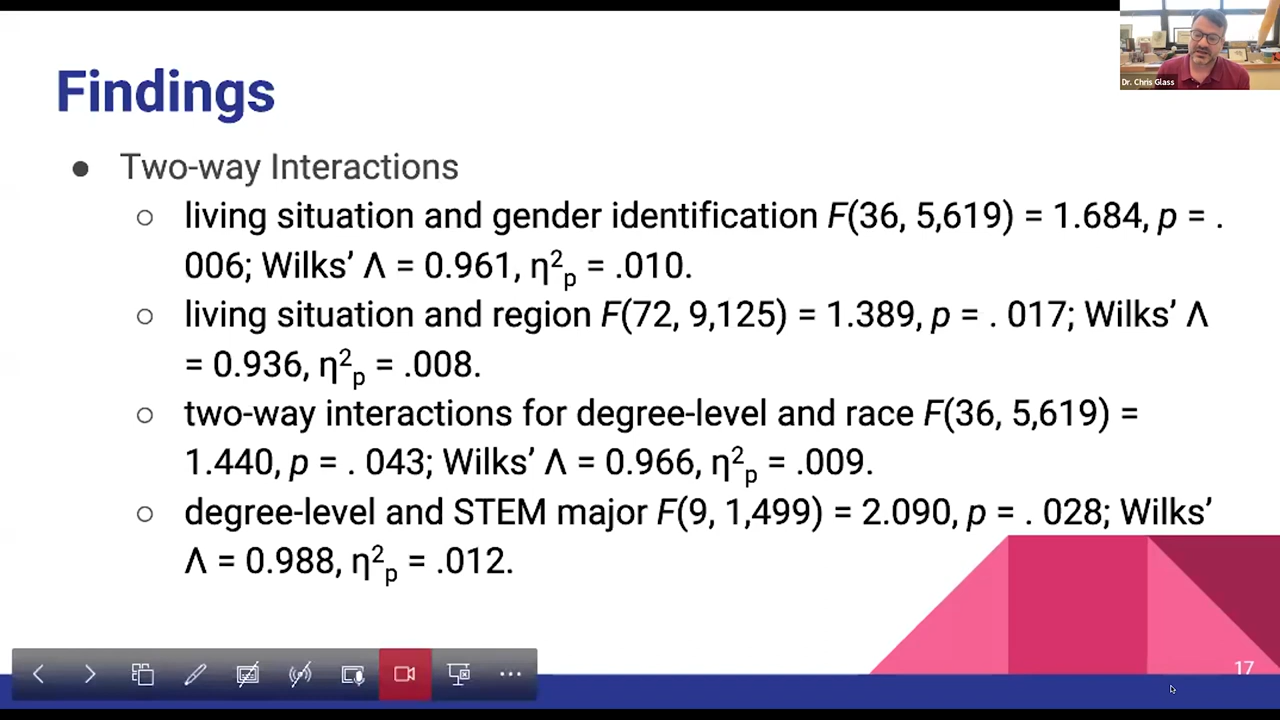 Dr. Chris Glass
Findings
● Two-way Interactions
○ living situation and gender identification F(36, 5,619) = 1.684, p = .
006; Wilks’ Λ = 0.961, η²p = .010.
○ living situation and region F(72, 9,125) = 1.389, p = . 017; Wilks’ Λ
= 0.936, η²p = .008.
○ two-way interactions for degree-level and race F(36, 5,619) =
1.440, p = . 043; Wilks’ Λ = 0.966, η²p = .009.
○ degree-level and STEM major F(9, 1,499) = 2.090, p = . 028; Wilks’
Λ = 0.988, η²p = .012.
17